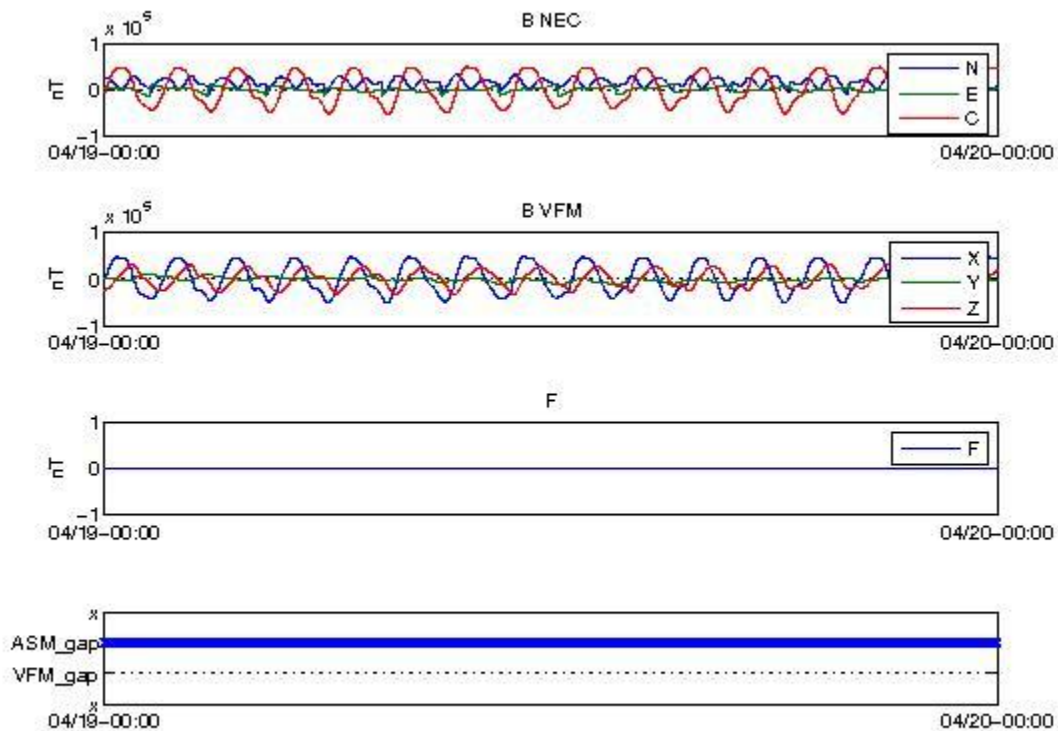 B NEC
x 10^5
1
0
-1
nT
N
E
C
04/19-00:00 04/20-00:00
B VFM
x 10^5
1
0
-1
nT
X
Y
Z
04/19-00:00 04/20-00:00
F
1
0
-1
nT
F
04/19-00:00 04/20-00:00
x
ASM_gap
VFM_gap
x
04/19-00:00 04/20-00:00